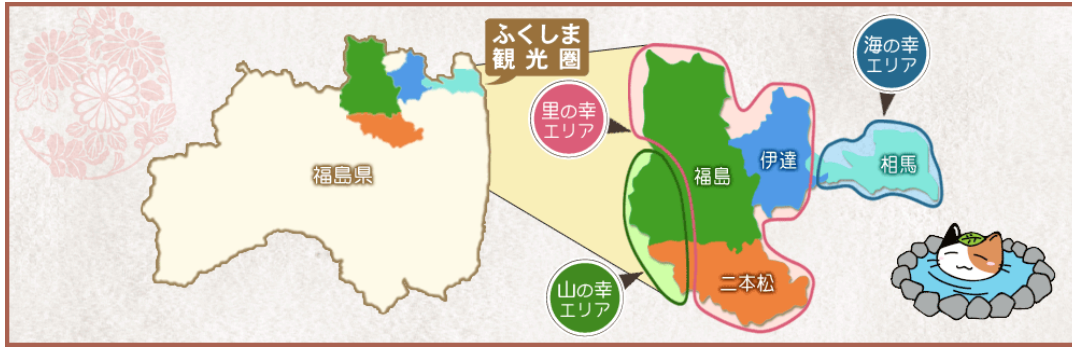 ふくしま
観光圏
福島県
里の幸
エリア
海の幸
エリア
福島
伊達
相馬
二本松
山の幸
エリア